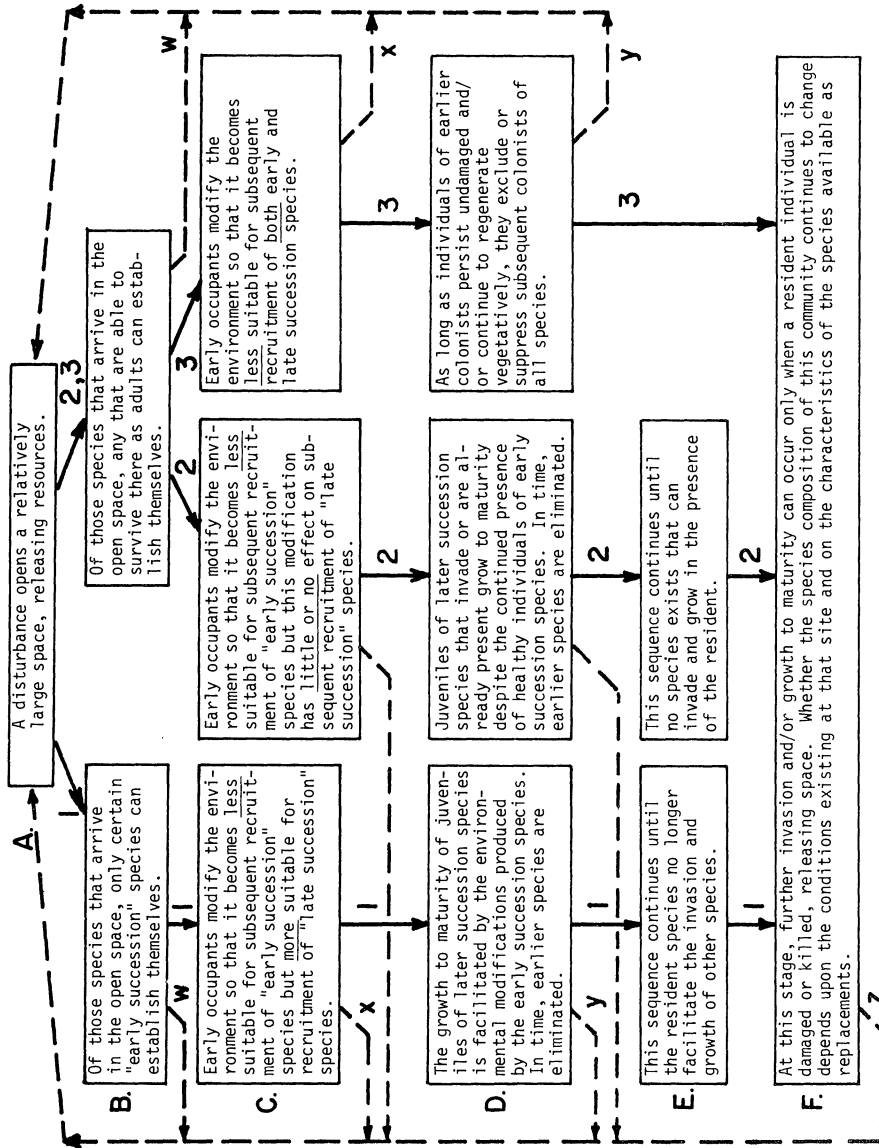 A.
A disturbance opens a relatively
large space, releasing resources.
1
2,3
B.
Of those species that arrive
in the open space, only certain
"early succession" species can
establish themselves.
Of those species that arrive in the
open space, any that are able to
survive there as adults can estab-
lish themselves.
w
1
2
3
w
C.
Early occupants modify the envi-
ronment so that it becomes less
suitable for subsequent recruit-
ment of "early succession"
species but more suitable for
recruitment of "late succession"
species.
Early occupants modify the envi-
ronment so that it becomes less
suitable for subsequent recruit-
ment of "early succession"
species but this modification
has little or no effect on sub-
sequent recruitment of "late
succession" species.
Early occupants modify the
environment so that it becomes
less suitable for subsequent
recruitment of both early and
late succession species.
x
1
2
3
x
D.
The growth to maturity of juven-
iles of later succession species
is facilitated by the environ-
mental modifications produced
by the early succession species.
In time, earlier species are
eliminated.
Juveniles of later succession
species that invade or are al-
ready present grow to maturity
despite the continued presence
of healthy individuals of early
succession species. In time,
earlier species are eliminated.
As long as individuals of earlier
colonists persist undamaged and/
or continue to regenerate
vegetatively, they exclude or
suppress subsequent colonists of
all species.
y
1
2
3
y
E.
This sequence continues until
the resident species no longer
facilitate the invasion and
growth of other species.
This sequence continues until
no species exists that can
invade and grow in the presence
of the resident.
1
2
F.
At this stage, further invasion and/or growth to maturity can occur only when a resident individual is
damaged or killed, releasing space. Whether the species composition of this community continues to change
depends upon the conditions existing at that site and on the characteristics of the species available as
replacements.
z